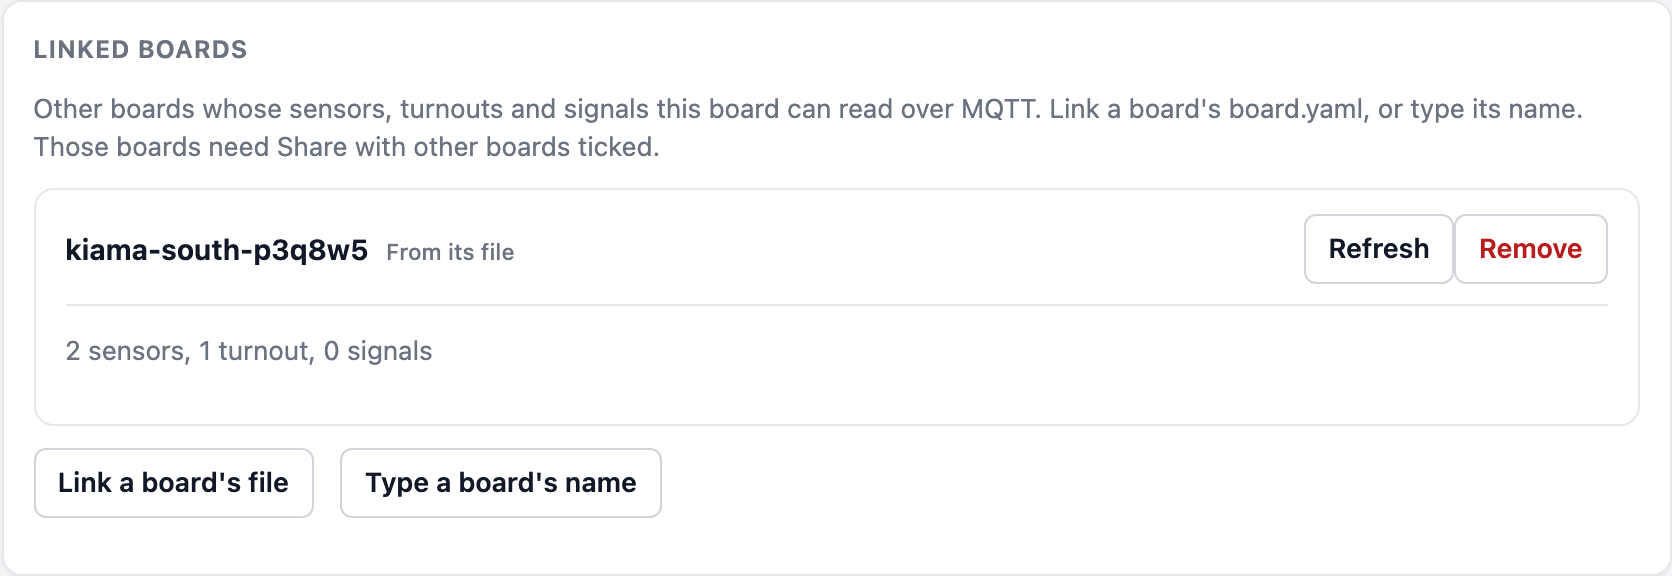 LINKED BOARDS
Other boards whose sensors, turnouts and signals this board can read over MQTT. Link a board's board.yaml, or type its name.
Those boards need Share with other boards ticked.
kiama-south-p3q8w5 From its file
Refresh
Remove
2 sensors, 1 turnout, 0 signals
Link a board's file
Type a board's name